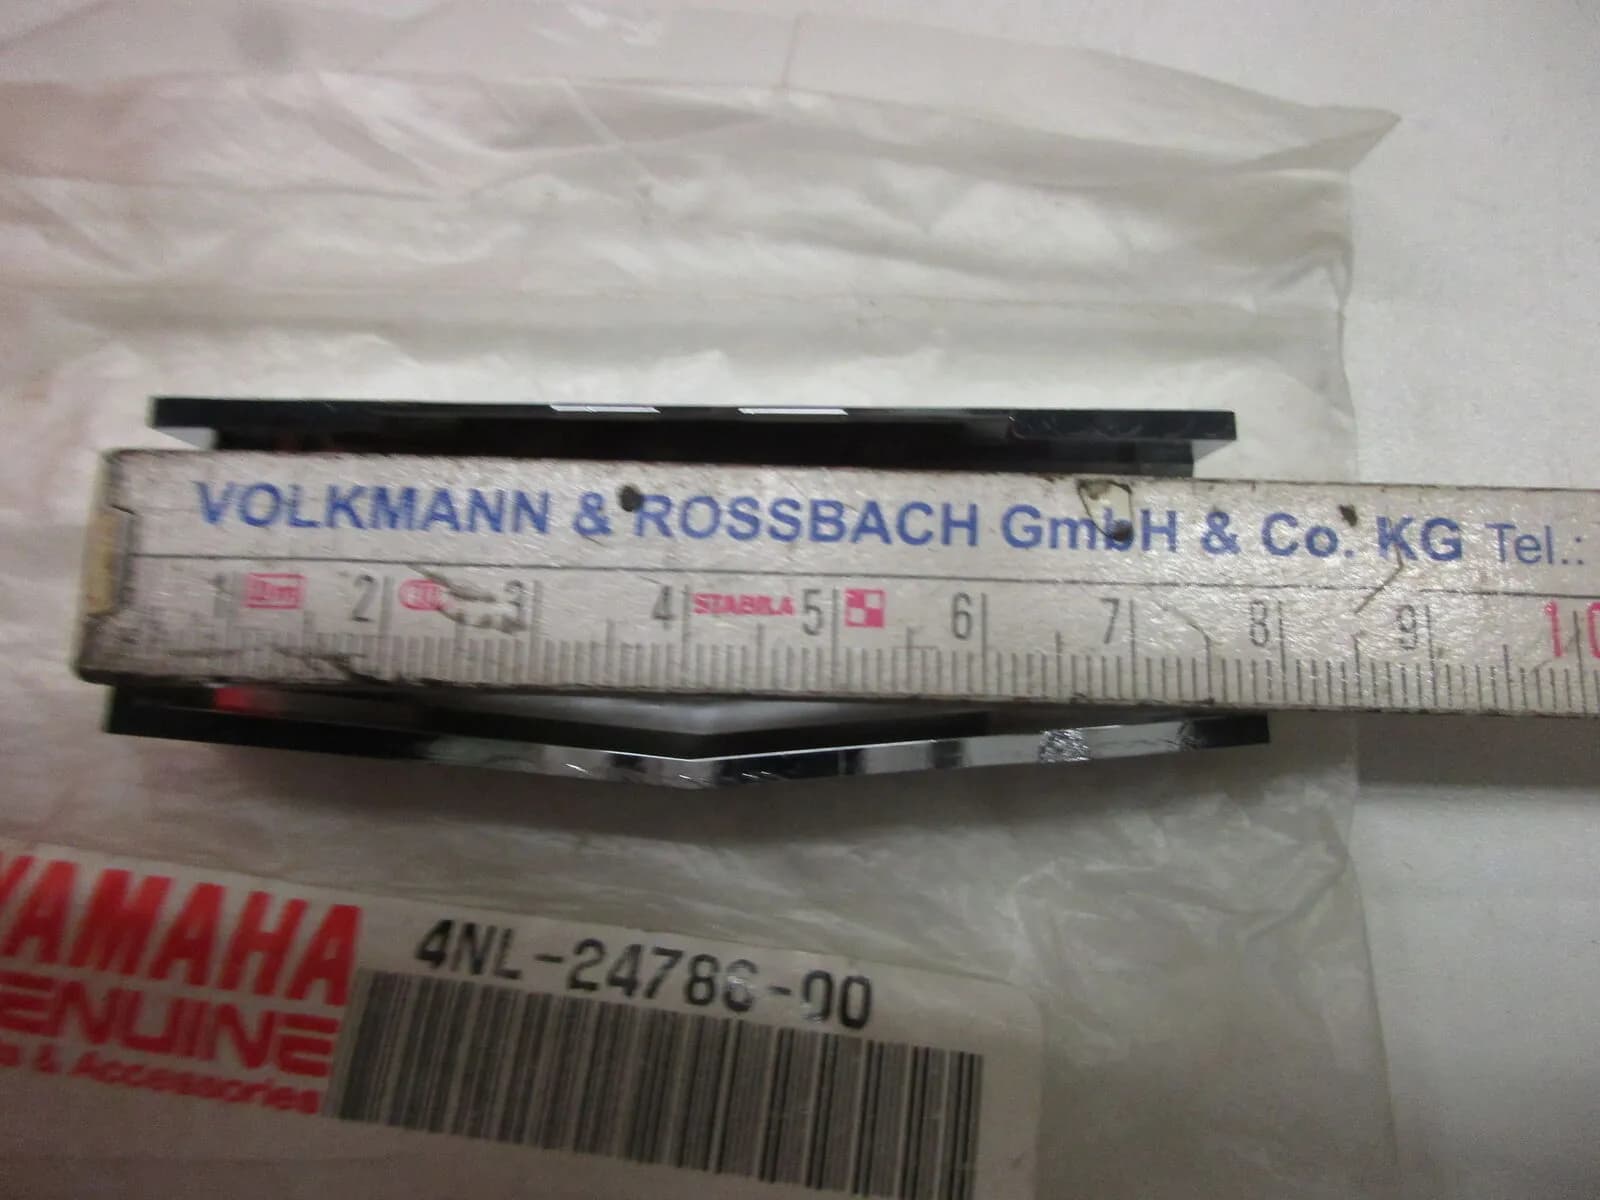 VOLKMANN & ROSSBACH GmbH & Co. KG Tel.:
1 2 3 4 STABILA 5 6 7 8 9 10
YAMAHA 4NL-24786-00
GENUINE
& Accessories